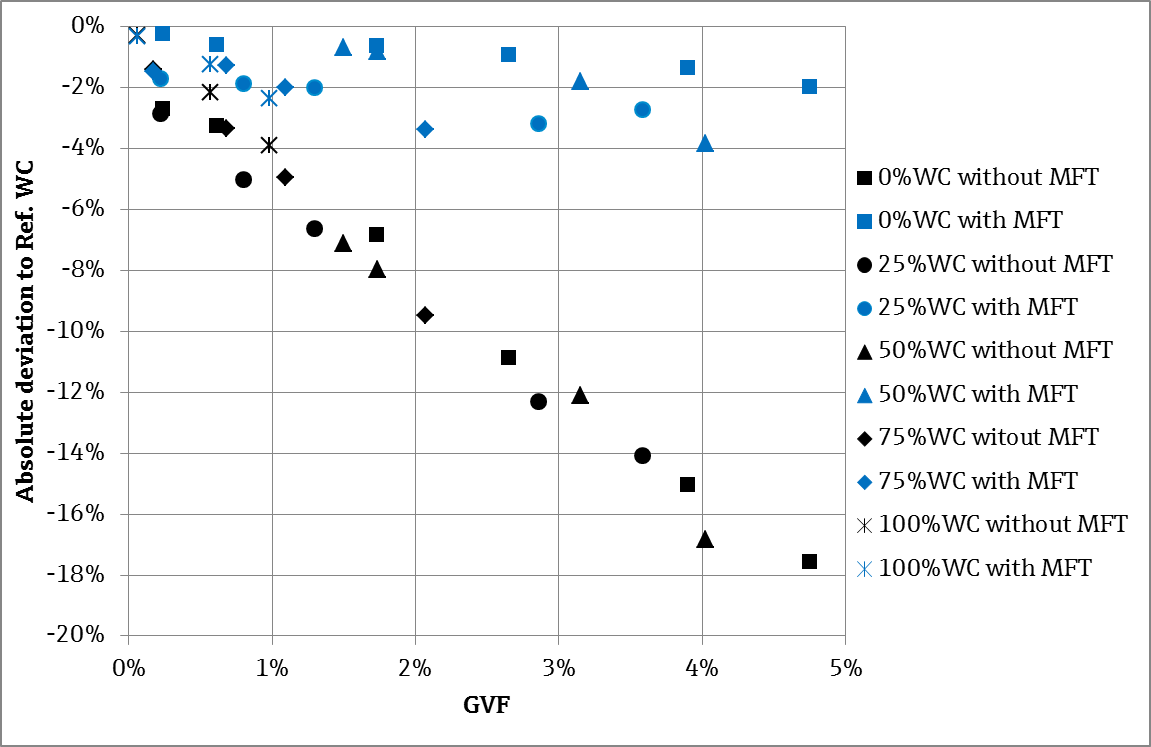 0%
-2%
-4%
-6%
-8%
-10%
-12%
-14%
-16%
-18%
-20%
Absolute deviation to Ref. WC
0% 1% 2% 3% 4% 5%
GVF
0%WC without MFT
0%WC with MFT
25%WC without MFT
25%WC with MFT
50%WC without MFT
50%WC with MFT
75%WC witout MFT
75%WC with MFT
100%WC without MFT
100%WC with MFT